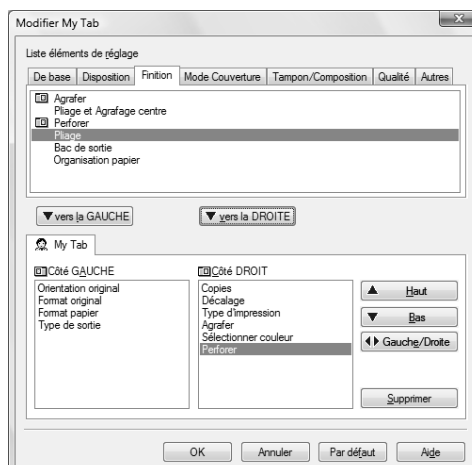 Modifier My Tab
Liste éléments de réglage
De base Disposition Finition Mode Couverture Tampon/Composition Qualité Autres
Agrafer
Pliage et Agrafage centre
Perforer
Pliage
Bac de sortie
Organisation papier
vers la GAUCHE vers la DROITE
My Tab
Côté GAUCHE Côté DROIT
Orientation original
Format original
Format papier
Type de sortie
Copies
Décalage
Type d'impression
Agrafer
Sélectionner couleur
Perforer
Haut
Bas
Gauche/Droite
Supprimer
OK Annuler Par défaut Aide